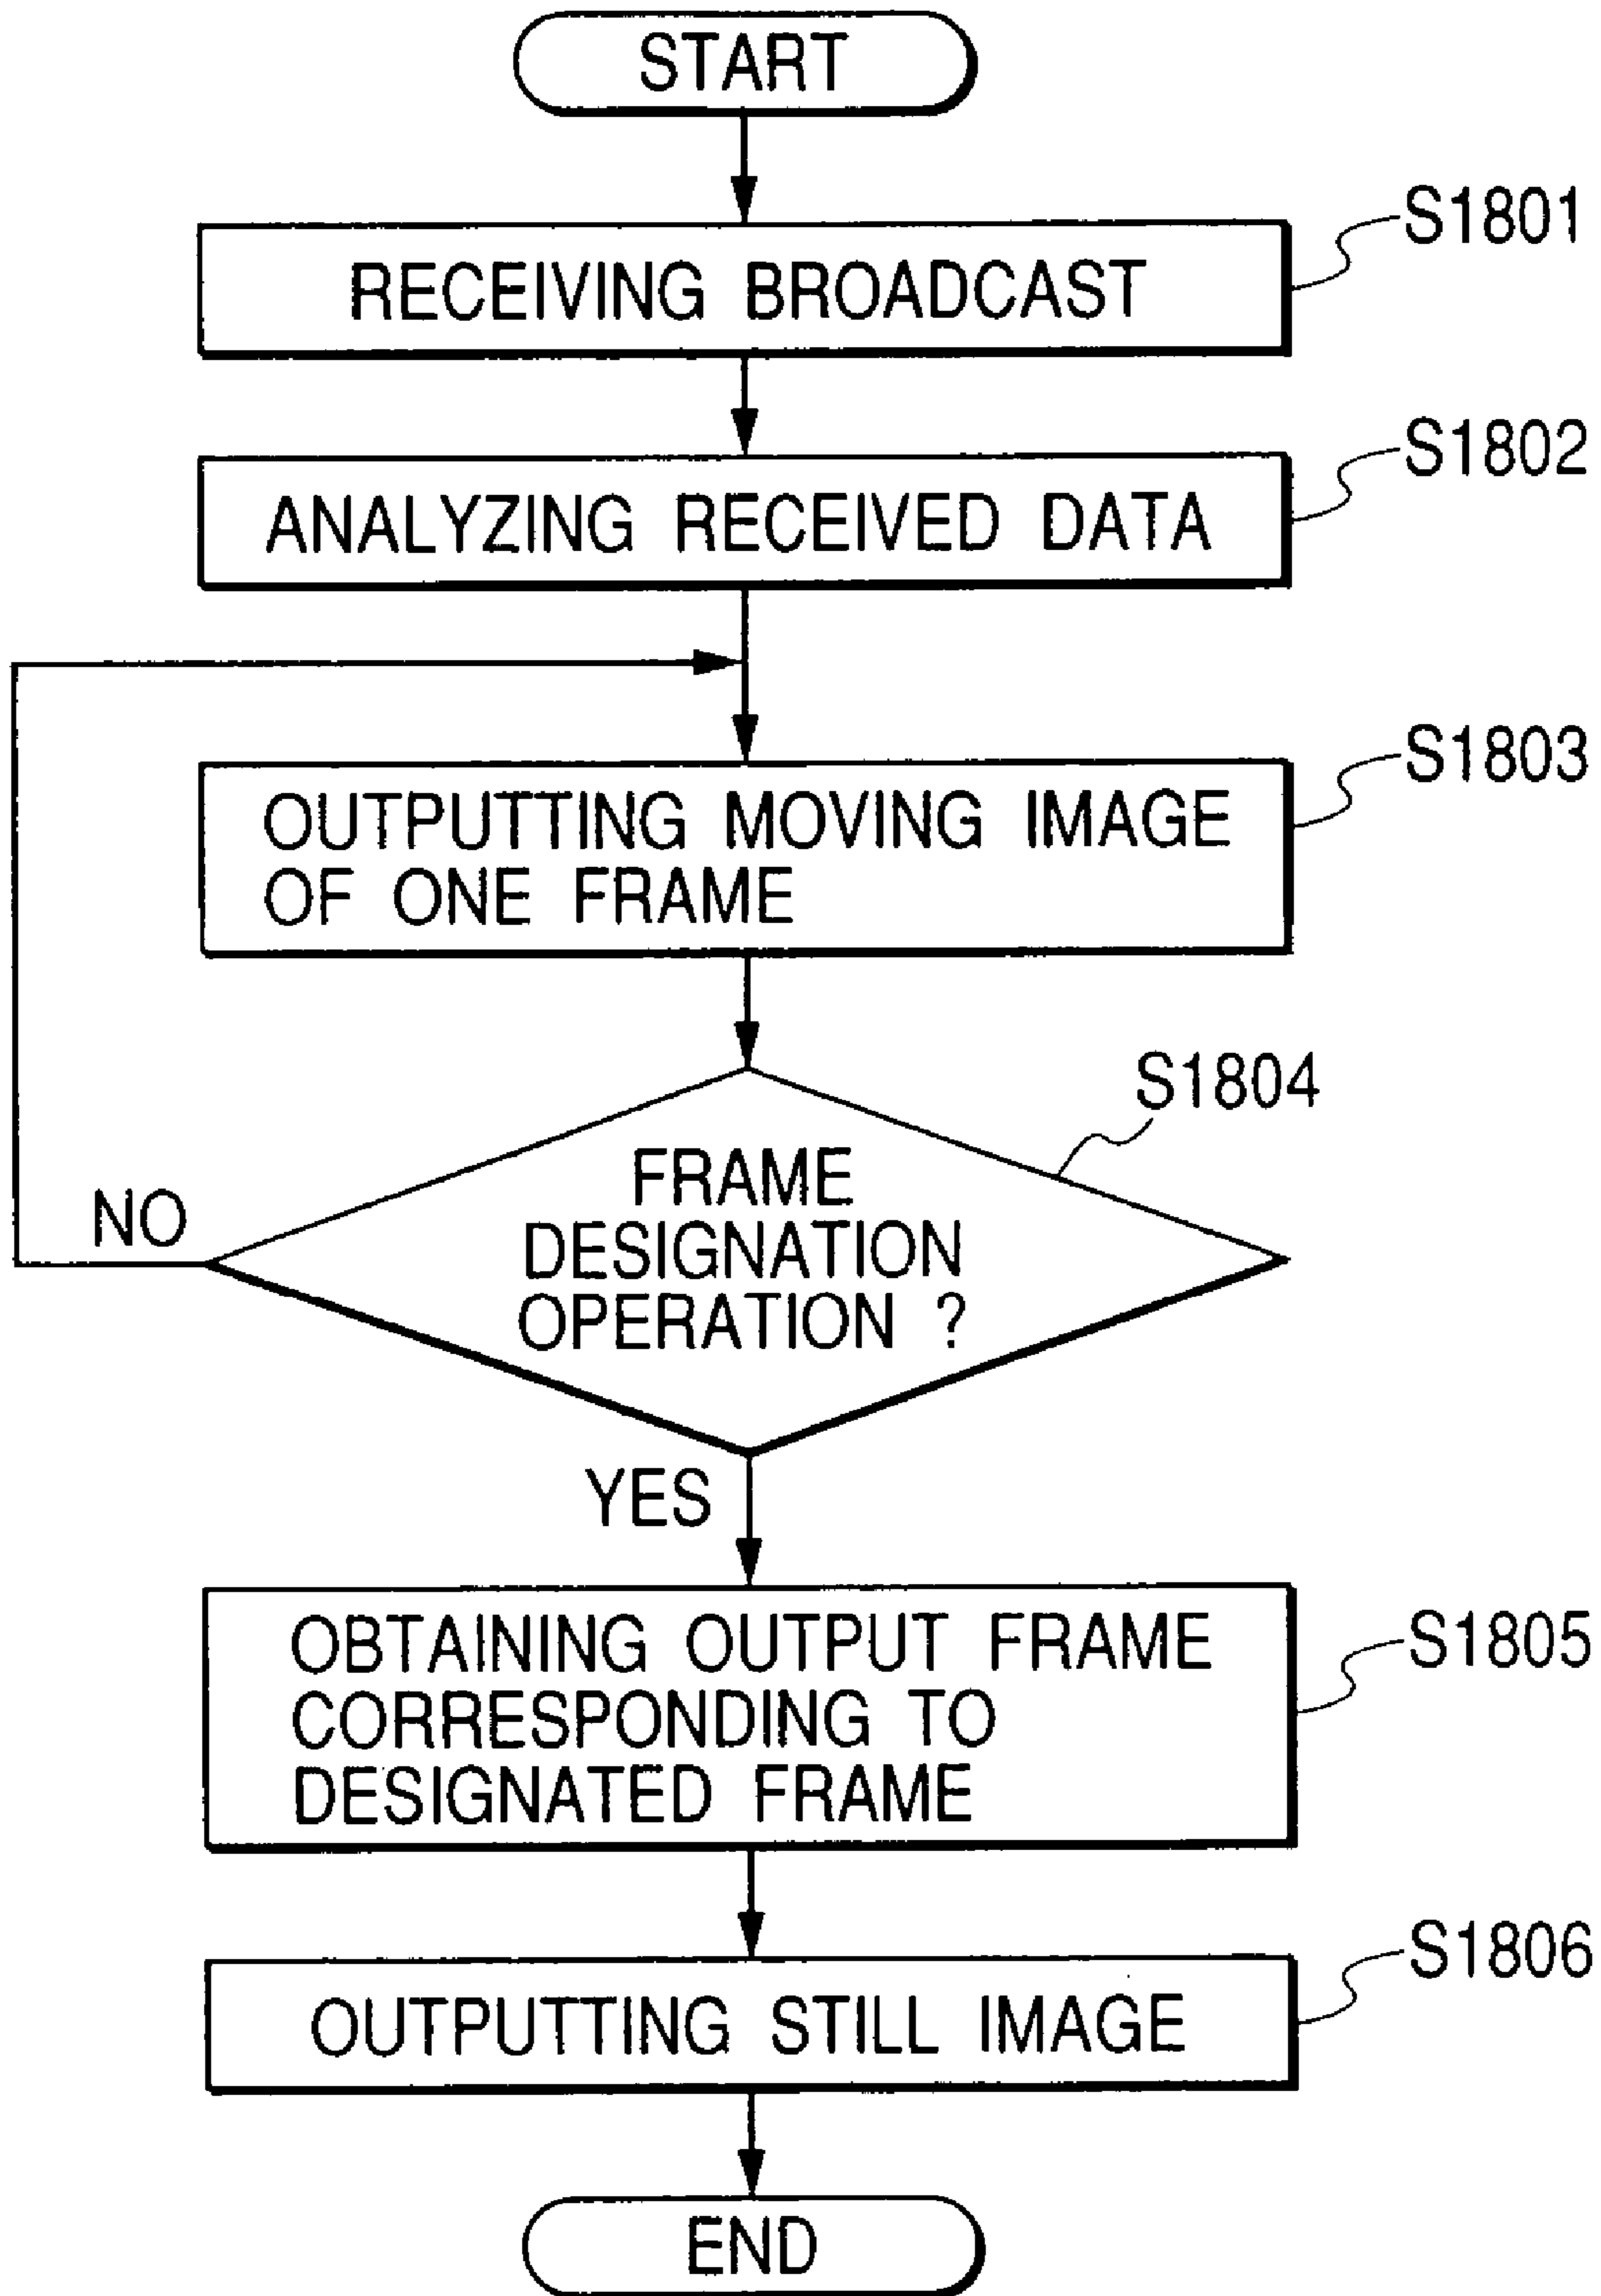 START
S1801
RECEIVING BROADCAST
S1802
ANALYZING RECEIVED DATA
S1803
OUTPUTTING MOVING IMAGE
OF ONE FRAME
S1804
FRAME
DESIGNATION
OPERATION ?
NO
YES
S1805
OBTAINING OUTPUT FRAME
CORRESPONDING TO
DESIGNATED FRAME
S1806
OUTPUTTING STILL IMAGE
END